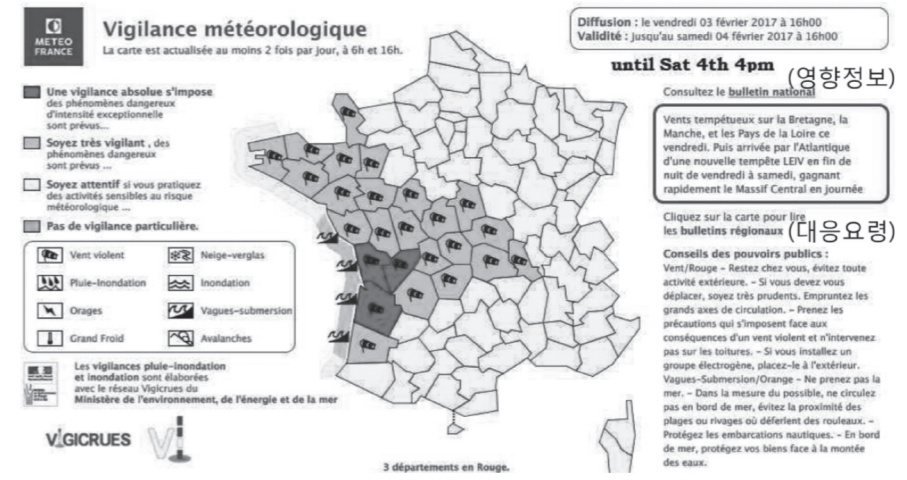 METEO
FRANCE
Vigilance météorologique
La carte est actualisée au moins 2 fois par jour, à 6h et 16h.
Diffusion : le vendredi 03 février 2017 à 16h00
Validité : Jusqu'au samedi 04 février 2017 à 16h00
until Sat 4th 4pm
(영향정보)
Consultez le bulletin national
Vents tempétueux sur la Bretagne, la
Manche, et les Pays de la Loire ce
vendredi. Puis arrivée par l'Atlantique
d'une nouvelle tempête LEIV en fin de
nuit de vendredi à samedi, gagnant
rapidement le Massif Central en journée
Cliquez sur la carte pour lire
les bulletins régionaux
(대응요령)
Conseils des pouvoirs publics :
Vent/Rouge – Restez chez vous, évitez toute
activité extérieure. – Si vous devez vous
déplacer, soyez très prudents. Empruntez les
grands axes de circulation. – Prenez les
précautions qui s'imposent face aux
conséquences d'un vent violent et n'intervenez
pas sur les toitures. – Si vous installez un
groupe électrogène, placez-le à l'extérieur.
Vagues-Submersion/Orange – Ne prenez pas la
mer. – Dans la mesure du possible, ne circulez
pas en bord de mer, évitez la proximité des
plages ou rivages où déferlent des rouleaux. –
Protégez les embarcations nautiques. – En bord
de mer, protégez vos biens face à la montée
des eaux.
Une vigilance absolue s'impose
des phénomènes dangereux
d'intensité exceptionnelle
sont prévus...
Soyez très vigilant , des
phénomènes dangereux
sont prévus ...
Soyez attentif si vous pratiquez
des activités sensibles au risque
météorologique ...
Pas de vigilance particulière.
Vent violent
Neige-verglas
Pluie-Inondation
Inondation
Orages
Vagues-submersion
Grand Froid
Avalanches
Les vigilances pluie-inondation
et inondation sont élaborées
avec le réseau Vigicrues du
Ministère de l'environnement, de l'énergie et de la mer
VIGICRUES
3 départements en Rouge.